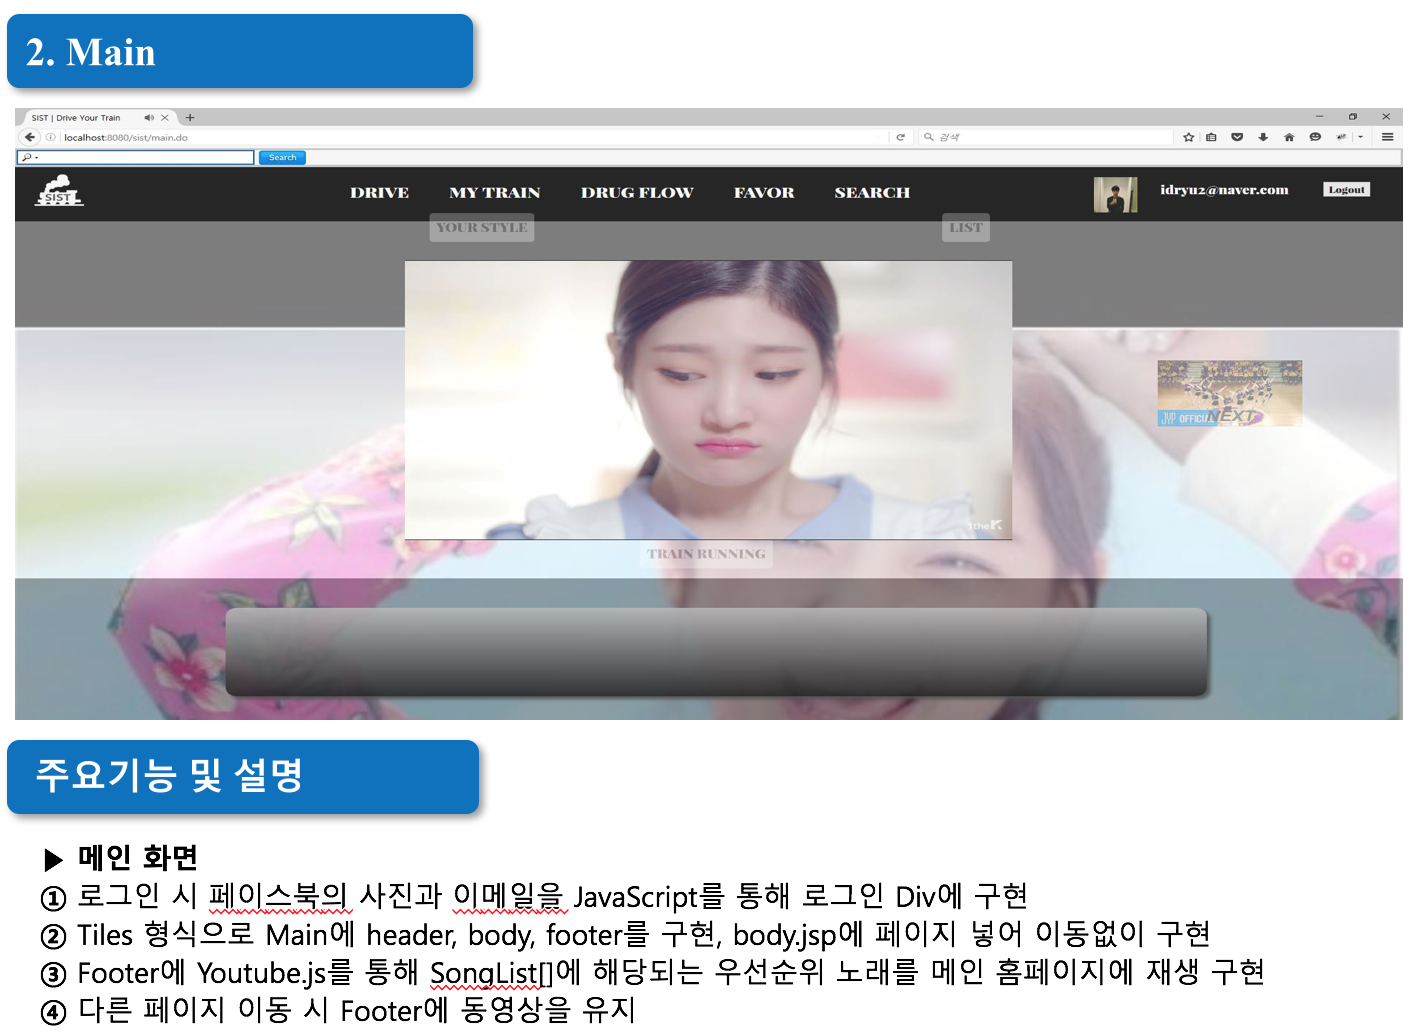 2. Main
SIST | Drive Your Train
localhost:8080/sist/main.do
검색
Search
SIST
DRIVE MY TRAIN DRUG FLOW FAVOR SEARCH
idryu2@naver.com
Logout
YOUR STYLE
LIST
JYP OFFICIAL NEXT
1theK
TRAIN RUNNING
주요기능 및 설명
▶ 메인 화면
① 로그인 시 페이스북의 사진과 이메일을 JavaScript를 통해 로그인 Div에 구현
② Tiles 형식으로 Main에 header, body, footer를 구현, body.jsp에 페이지 넣어 이동없이 구현
③ Footer에 Youtube.js를 통해 SongList[]에 해당되는 우선순위 노래를 메인 홈페이지에 재생 구현
④ 다른 페이지 이동 시 Footer에 동영상을 유지